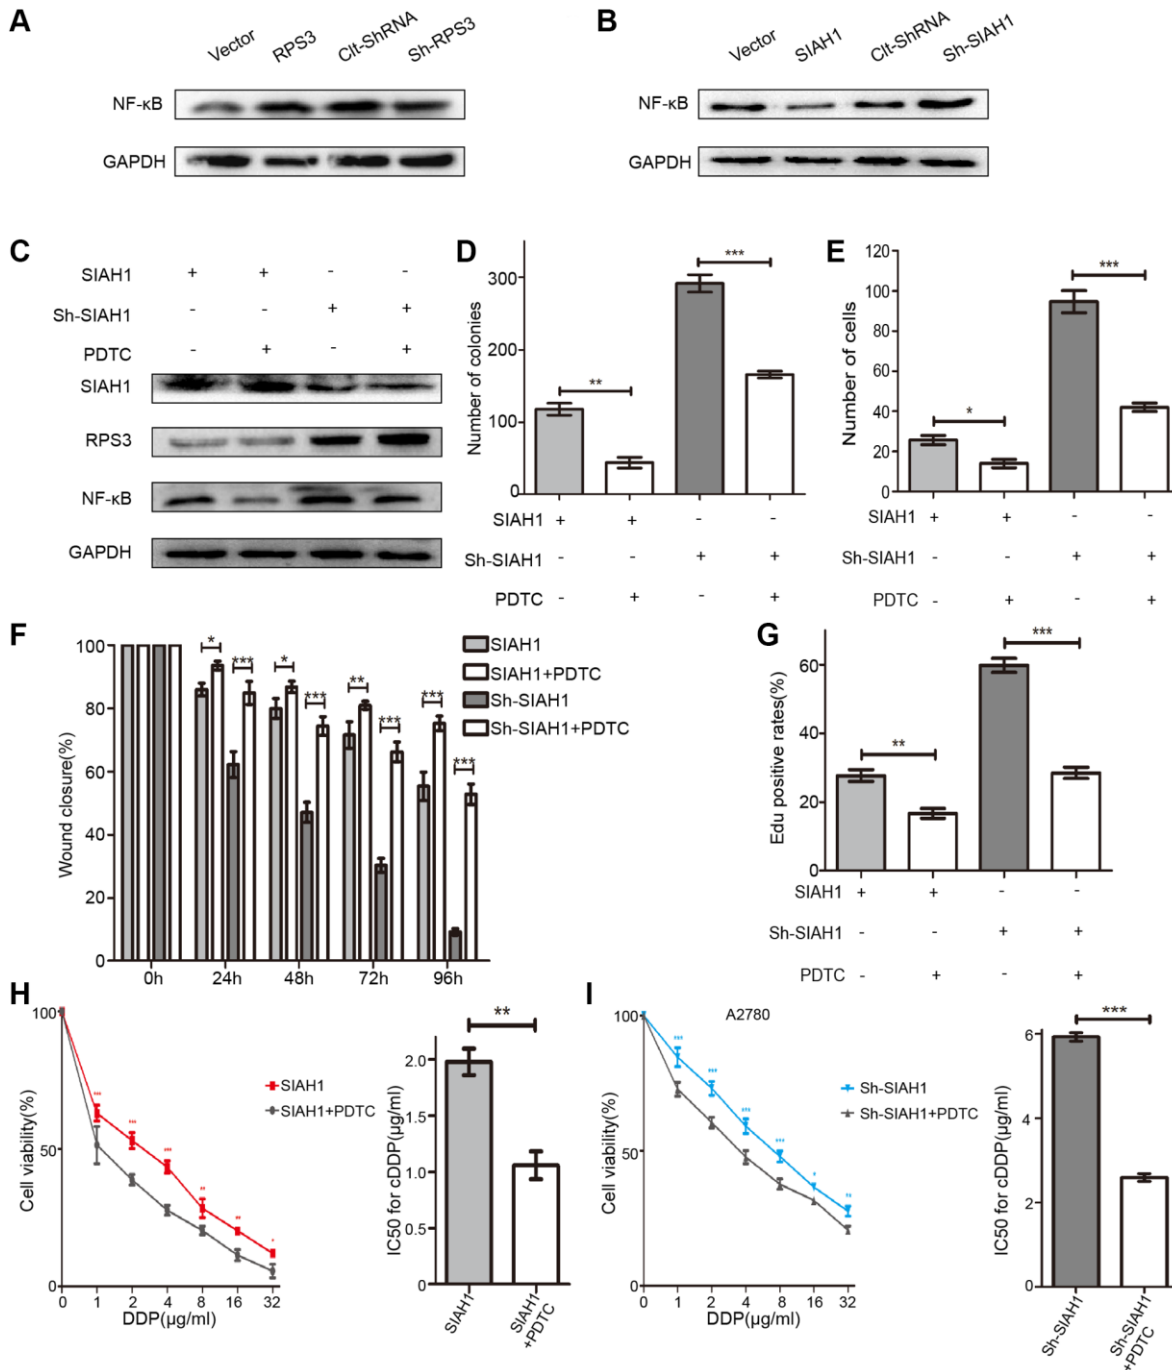 A
Vector RPS3 Clt-ShRNA Sh-RPS3
NF-κB
GAPDH
B
Vector SIAH1 Clt-ShRNA Sh-SIAH1
NF-κB
GAPDH
C
SIAH1 + + - -
Sh-SIAH1 - - + +
PDTC - + - +
SIAH1
RPS3
NF-κB
GAPDH
D
Number of colonies
300
200
100
0
** ***
SIAH1 + + - -
Sh-SIAH1 - - + +
PDTC - + - +
E
Number of cells
120
100
80
60
40
20
0
* ***
SIAH1 + + - -
Sh-SIAH1 - - + +
PDTC - + - +
F
Wound closure(%)
100
80
60
40
20
0
* *** * *** ** *** *** ***
0h 24h 48h 72h 96h
SIAH1
SIAH1+PDTC
Sh-SIAH1
Sh-SIAH1+PDTC
G
Edu positive rates(%)
60
40
20
0
** ***
SIAH1 + + - -
Sh-SIAH1 - - + +
PDTC - + - +
H
Cell viability(%)
100
50
0
*** *** *** ** ** *
0 1 2 4 8 16 32
DDP(μg/ml)
SIAH1
SIAH1+PDTC
IC50 for cDDP(μg/ml)
2.0
1.5
1.0
0.5
0
**
SIAH1
SIAH1
+PDTC
I
A2780
Cell viability(%)
100
50
0
*** *** *** *** * **
0 1 2 4 8 16 32
DDP(μg/ml)
Sh-SIAH1
Sh-SIAH1+PDTC
IC50 for cDDP(μg/ml)
6
4
2
0
***
Sh-SIAH1
Sh-SIAH1
+PDTC